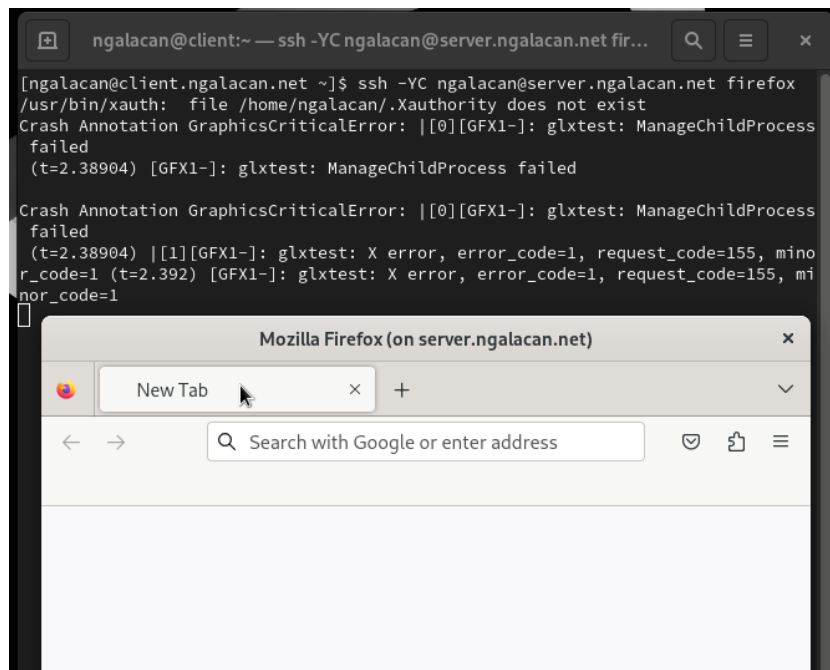 ngalacan@client:~ — ssh -YC ngalacan@server.ngalacan.net fir...
[ngalacan@client.ngalacan.net ~]$ ssh -YC ngalacan@server.ngalacan.net firefox
/usr/bin/xauth:  file /home/ngalacan/.Xauthority does not exist
Crash Annotation GraphicsCriticalError: |[0][GFX1-]: glxtest: ManageChildProcess
 failed
 (t=2.38904) [GFX1-]: glxtest: ManageChildProcess failed
Crash Annotation GraphicsCriticalError: |[0][GFX1-]: glxtest: ManageChildProcess
 failed
 (t=2.38904) |[1][GFX1-]: glxtest: X error, error_code=1, request_code=155, mino
r_code=1 (t=2.392) [GFX1-]: glxtest: X error, error_code=1, request_code=155, mi
nor_code=1
Mozilla Firefox (on server.ngalacan.net)
New Tab
Search with Google or enter address